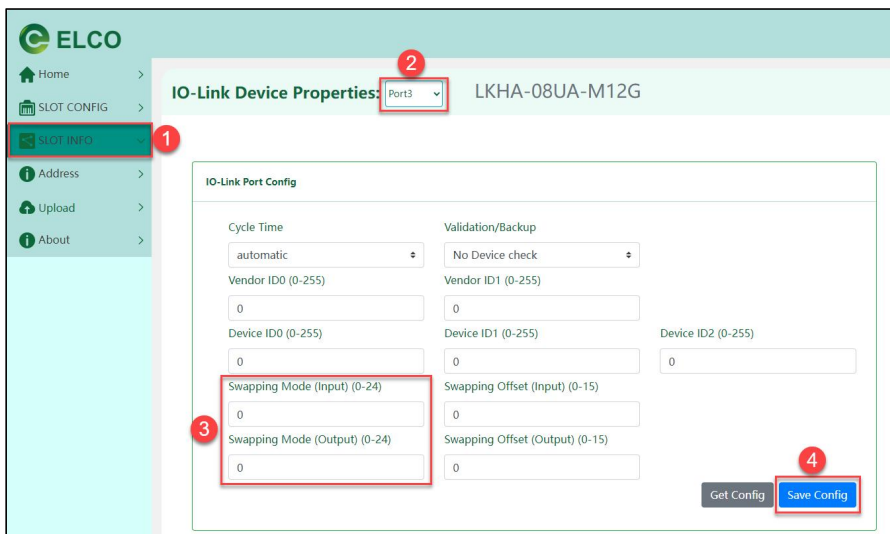 ELCO
Home
SLOT CONFIG
SLOT INFO
1
Address
Upload
About
2
IO-Link Device Properties: Port3 LKHA-08UA-M12G
IO-Link Port Config
Cycle Time Validation/Backup
automatic No Device check
Vendor ID0 (0-255) Vendor ID1 (0-255)
0 0
Device ID0 (0-255) Device ID1 (0-255) Device ID2 (0-255)
0 0 0
Swapping Mode (Input) (0-24) Swapping Offset (Input) (0-15)
0 0
3
Swapping Mode (Output) (0-24) Swapping Offset (Output) (0-15)
0 0
4
Get Config Save Config